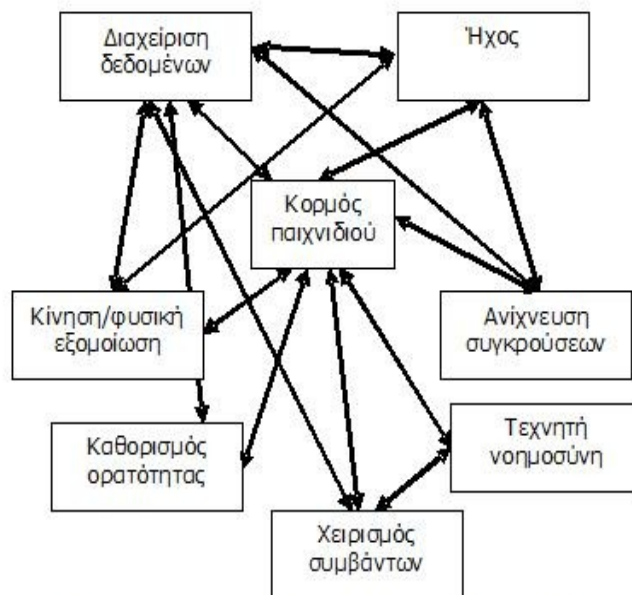 Διαχείριση
δεδομένων
Ήχος
Κορμός
παιχνιδιού
Κίνηση/φυσική
εξομοίωση
Ανίχνευση
συγκρούσεων
Καθορισμός
ορατότητας
Τεχνητή
νοημοσύνη
Χειρισμός
συμβάντων